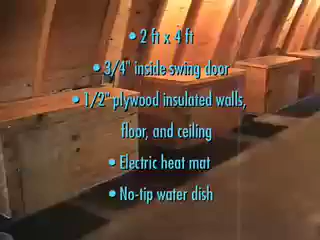 • 2 ft x 4 ft
• 3/4" inside swing door
• 1/2" plywood insulated walls,
floor, and ceiling
• Electric heat mat
• No-tip water dish